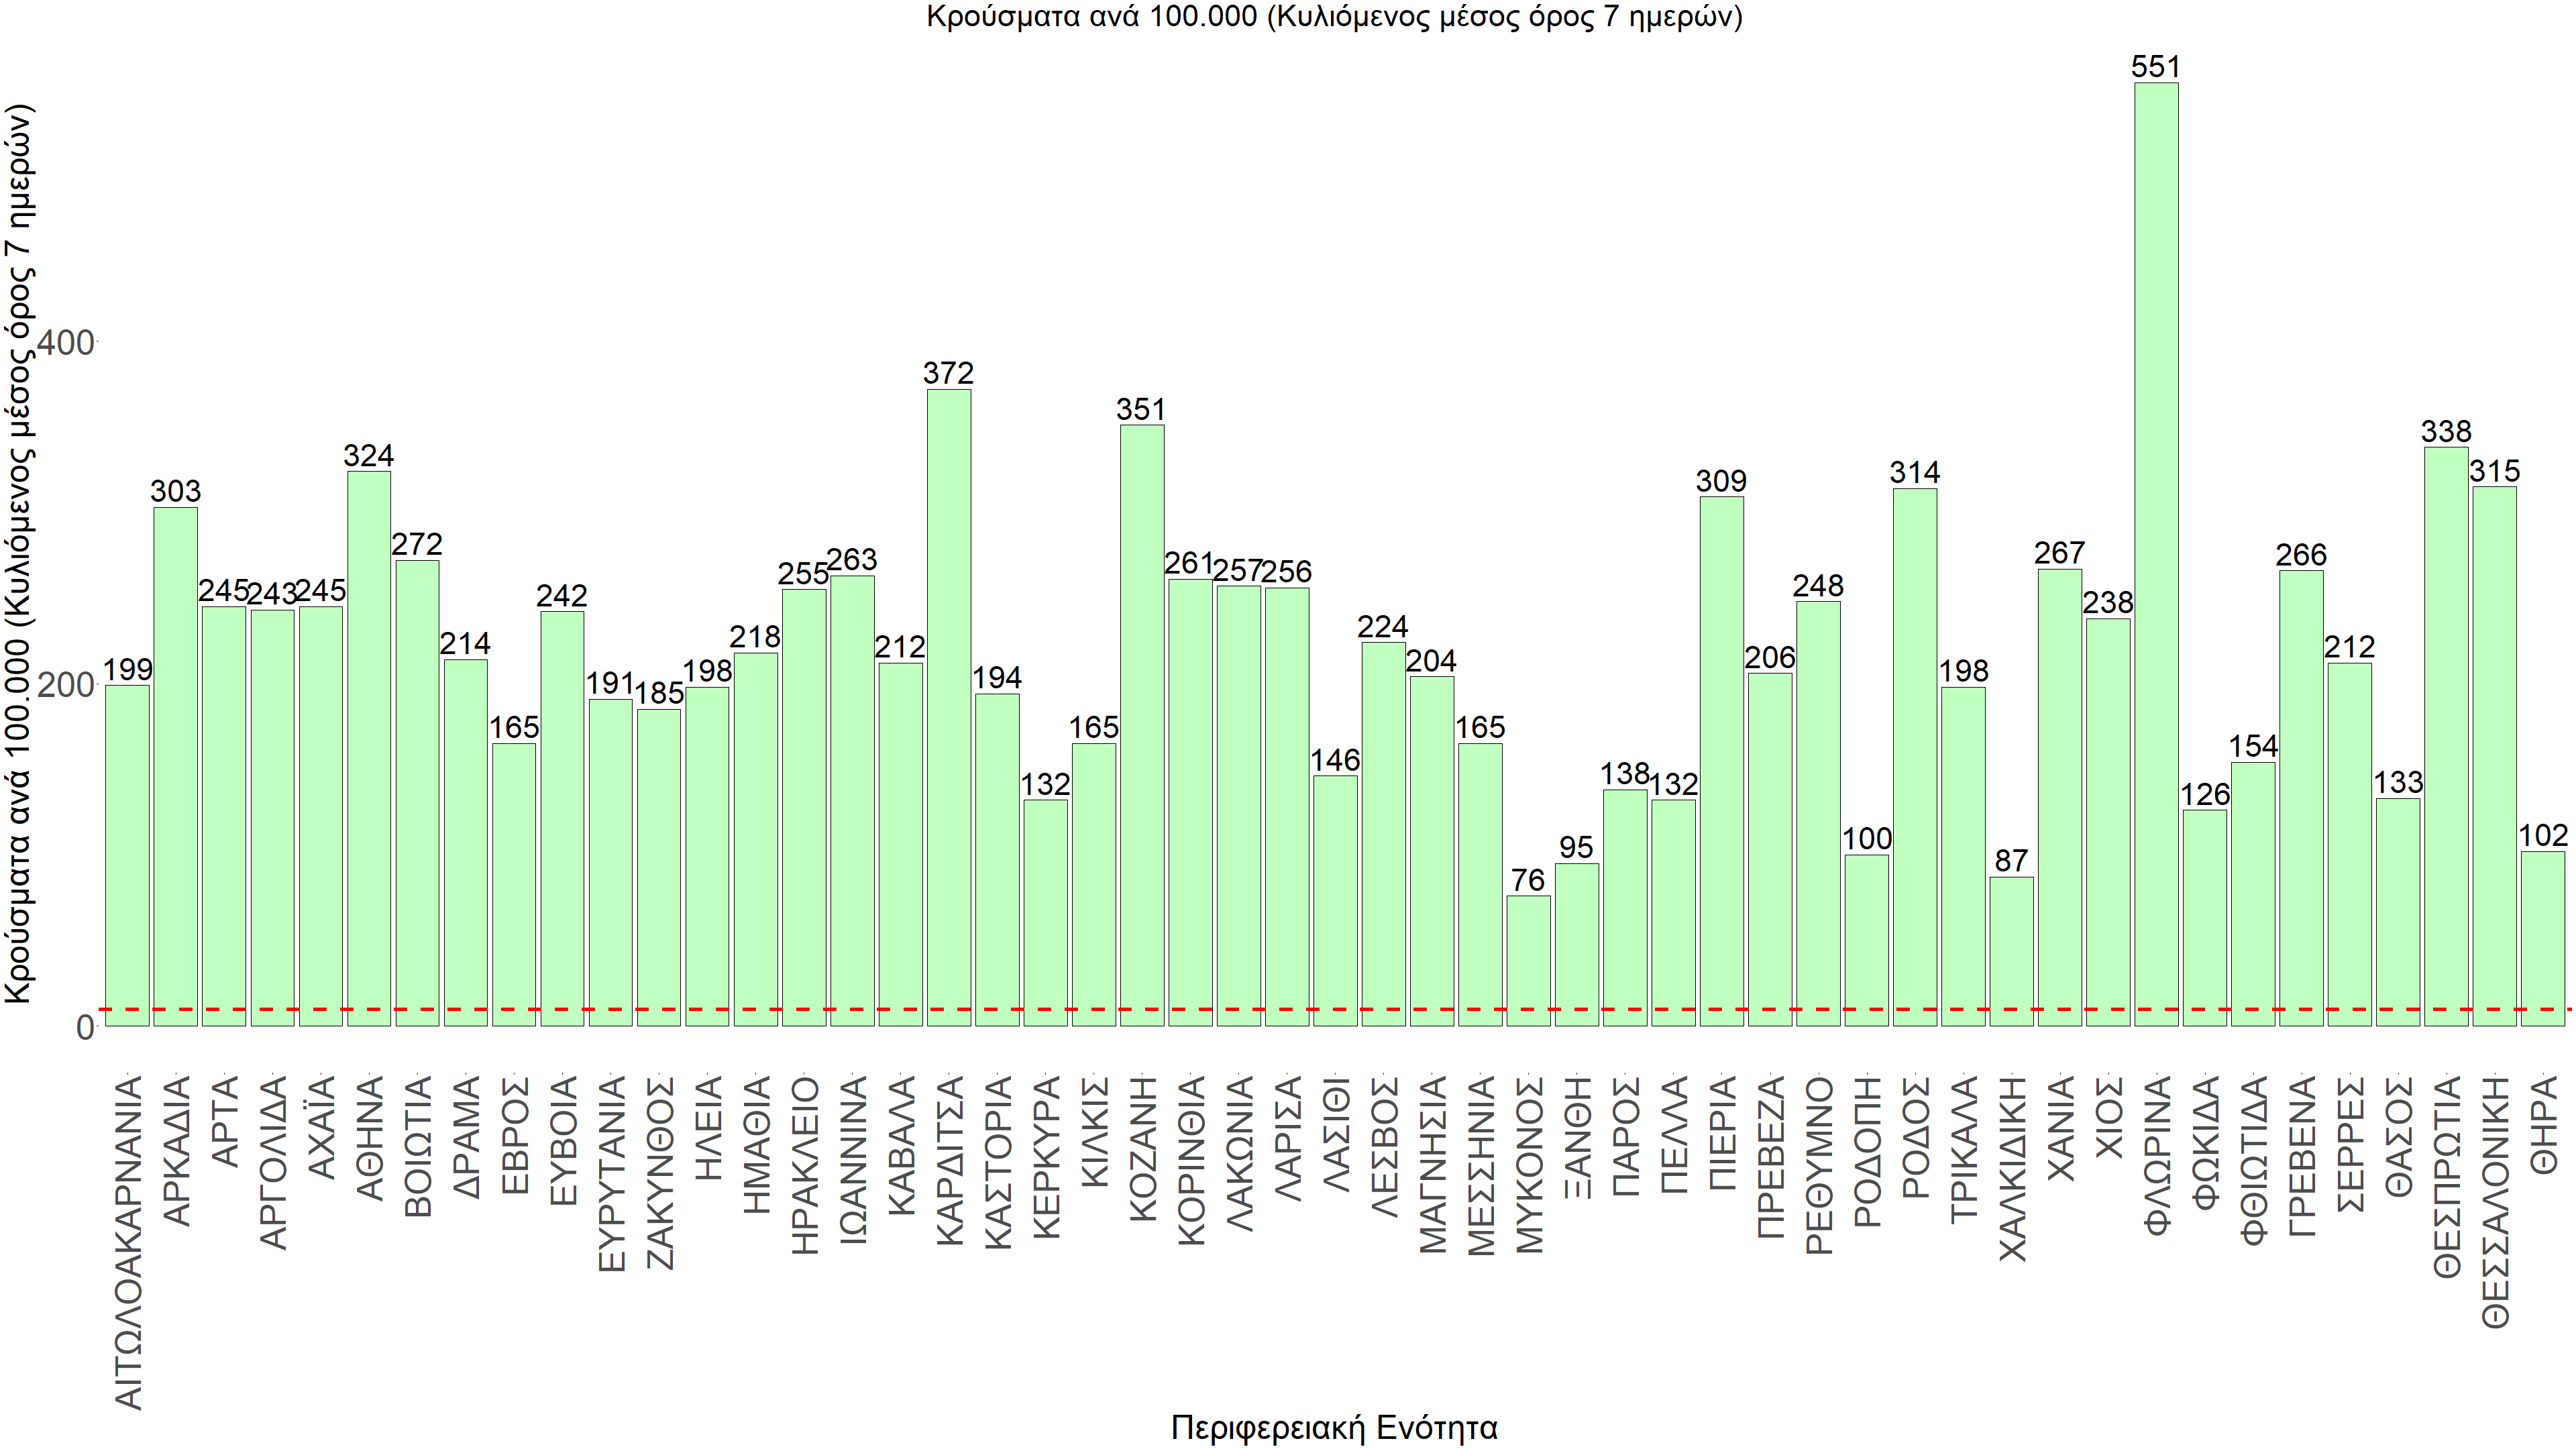 Κρούσματα ανά 100.000 (Κυλιόμενος μέσος όρος 7 ημερών)
Κρούσματα ανά 100.000 (Κυλιόμενος μέσος όρος 7 ημερών)
400
200
0
199
303
245
243
245
324
272
214
165
242
191
185
198
218
255
263
212
372
194
132
165
351
261
257
256
146
224
204
165
76
95
138
132
309
206
248
100
314
198
87
267
238
551
126
154
266
212
133
338
315
102
ΑΙΤΩΛΟΑΚΑΡΝΑΝΙΑ
ΑΡΚΑΔΙΑ
ΑΡΤΑ
ΑΡΓΟΛΙΔΑ
ΑΧΑΪΑ
ΑΘΗΝΑ
ΒΟΙΩΤΙΑ
ΔΡΑΜΑ
ΕΒΡΟΣ
ΕΥΒΟΙΑ
ΕΥΡΥΤΑΝΙΑ
ΖΑΚΥΝΘΟΣ
ΗΛΕΙΑ
ΗΜΑΘΙΑ
ΗΡΑΚΛΕΙΟ
ΙΩΑΝΝΙΝΑ
ΚΑΒΑΛΑ
ΚΑΡΔΙΤΣΑ
ΚΑΣΤΟΡΙΑ
ΚΕΡΚΥΡΑ
ΚΙΛΚΙΣ
ΚΟΖΑΝΗ
ΚΟΡΙΝΘΙΑ
ΛΑΚΩΝΙΑ
ΛΑΡΙΣΑ
ΛΑΣΙΘΙ
ΛΕΣΒΟΣ
ΜΑΓΝΗΣΙΑ
ΜΕΣΣΗΝΙΑ
ΜΥΚΟΝΟΣ
ΞΑΝΘΗ
ΠΑΡΟΣ
ΠΕΛΛΑ
ΠΙΕΡΙΑ
ΠΡΕΒΕΖΑ
ΡΕΘΥΜΝΟ
ΡΟΔΟΠΗ
ΡΟΔΟΣ
ΤΡΙΚΑΛΑ
ΧΑΛΚΙΔΙΚΗ
ΧΑΝΙΑ
ΧΙΟΣ
ΦΛΩΡΙΝΑ
ΦΩΚΙΔΑ
ΦΘΙΩΤΙΔΑ
ΓΡΕΒΕΝΑ
ΣΕΡΡΕΣ
ΘΑΣΟΣ
ΘΕΣΠΡΩΤΙΑ
ΘΕΣΣΑΛΟΝΙΚΗ
ΘΗΡΑ
Περιφερειακή Ενότητα